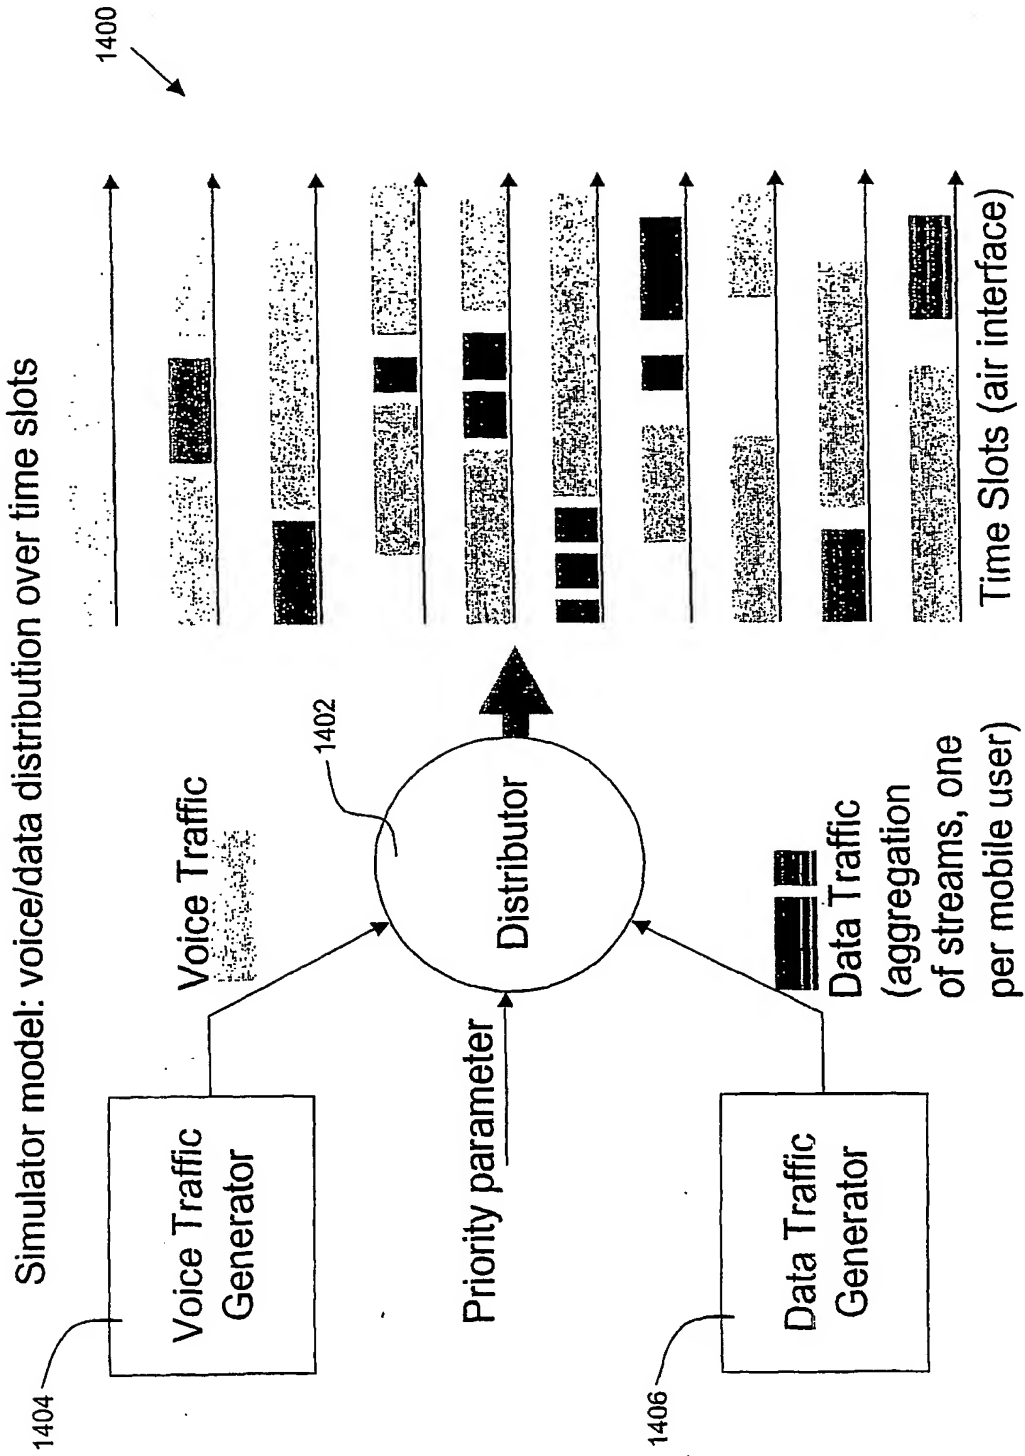 Simulator model: voice/data distribution over time slots
1400
1404
Voice Traffic
Generator
Voice Traffic
1402
Priority parameter
Distributor
1406
Data Traffic
Generator
Data Traffic
(aggregation
of streams, one
per mobile user)
Time Slots (air interface)